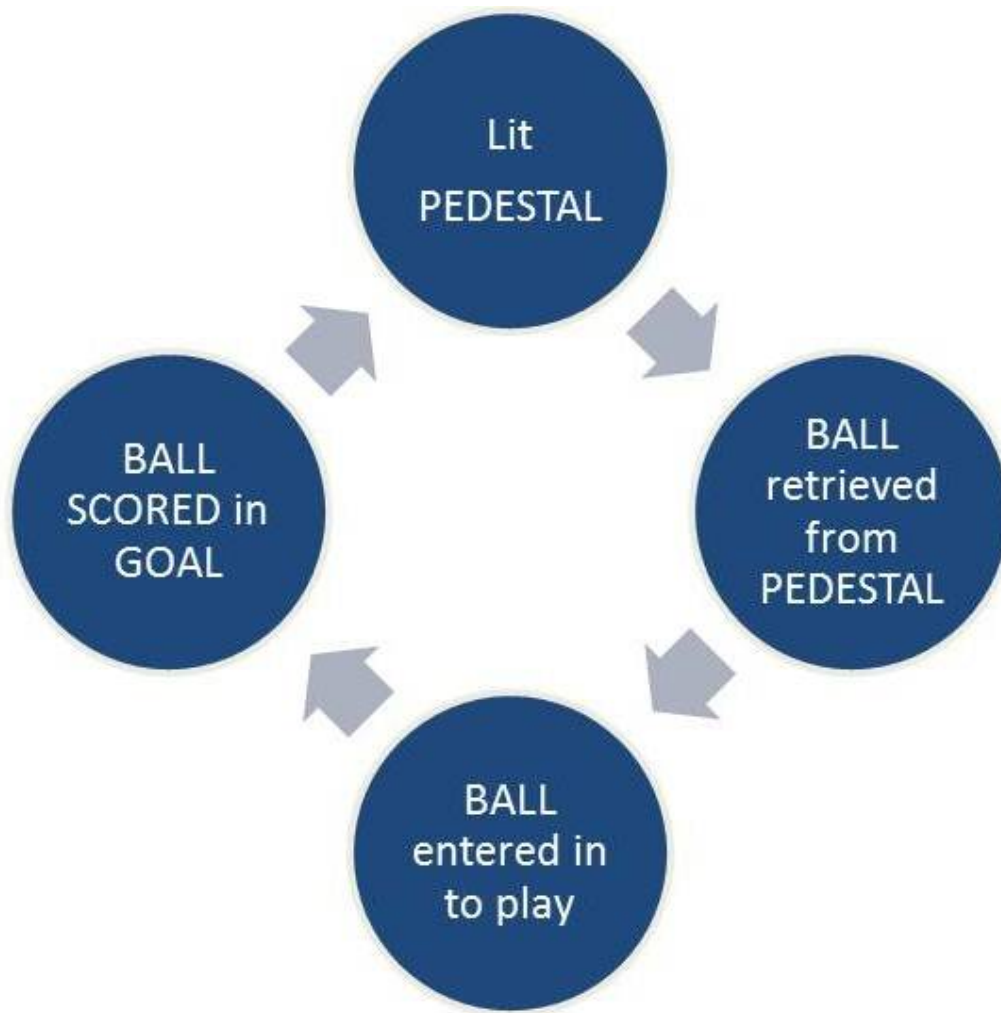 Lit
PEDESTAL
BALL
retrieved
from
PEDESTAL
BALL
entered in
to play
BALL
SCORED in
GOAL